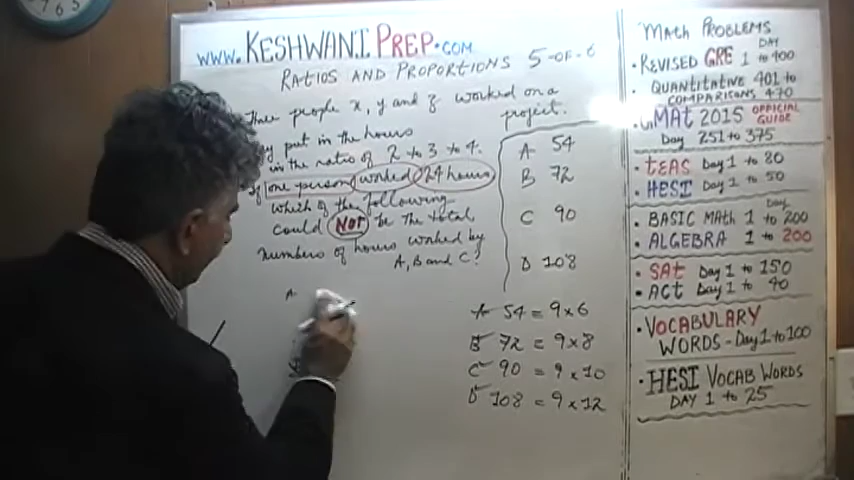 www.KESHWANIPREP.COM
RATIOS AND PROPORTIONS 5-OF-6
Three people x, y and z worked on a
project.
put in the hours
in the ratio of 2 to 3 to 4.
If one person worked 24 hours
which of the following
could NOT be the total
numbers of hours worked by
A, B and C?
A 54
B 72
C 90
D 108
A 54 = 9×6
B 72 = 9×8
C 90 = 9×10
D 108 = 9×12
A
MATH PROBLEMS
DAY
• REVISED GRE 1 to 400
QUANTITATIVE 401 to
COMPARISONS 470
• GMAT 2015 OFFICIAL
GUIDE
Day 251 to 375
• TEAS Day 1 to 80
• HESI Day 1 to 50
Day
• BASIC MATH 1 to 200
• ALGEBRA 1 to 200
• SAt Day 1 to 150
• ACt Day 1 to 90
• VOCABULARY
WORDS - Day 1 to 100
• HESI VOCAB WORDS
DAY 1 to 25